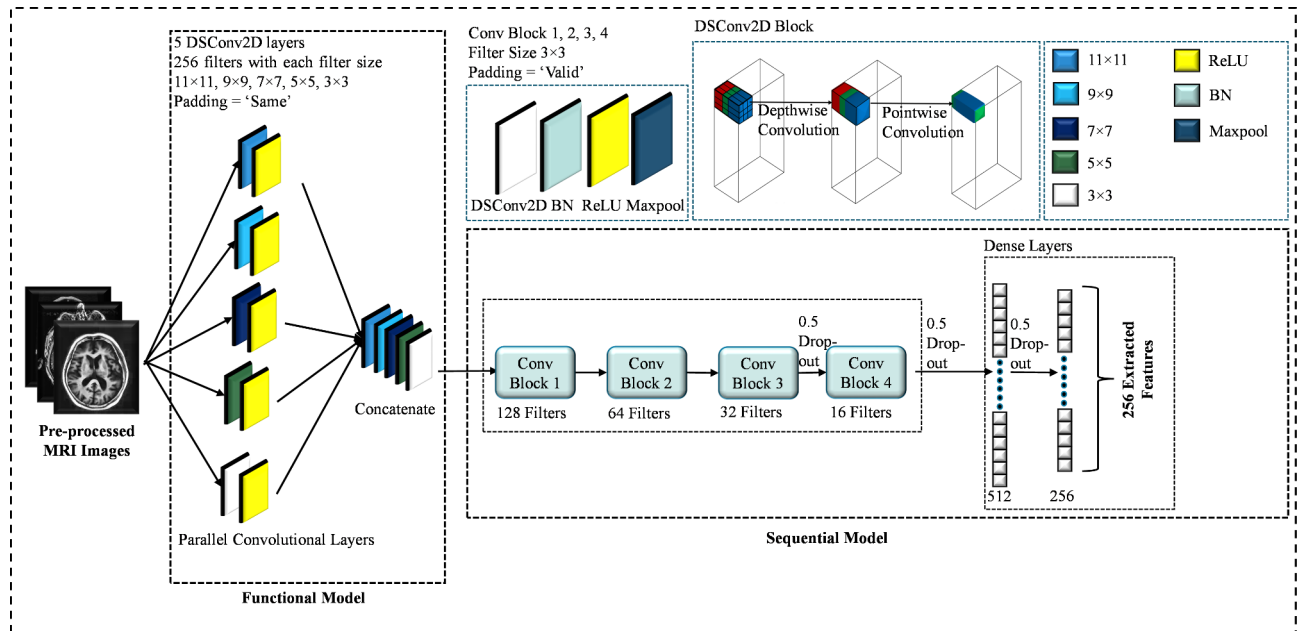 5 DSConv2D layers
256 filters with each filter size
11×11, 9×9, 7×7, 5×5, 3×3
Padding = ‘Same’
Pre-processed
MRI Images
Parallel Convolutional Layers
Concatenate
Functional Model
Conv Block 1, 2, 3, 4
Filter Size 3×3
Padding = ‘Valid’
DSConv2D BN ReLU Maxpool
DSConv2D Block
Depthwise
Convolution
Pointwise
Convolution
11×11
9×9
7×7
5×5
3×3
ReLU
BN
Maxpool
Conv
Block 1
128 Filters
Conv
Block 2
64 Filters
Conv
Block 3
32 Filters
0.5
Drop-
out
Conv
Block 4
16 Filters
0.5
Drop-
out
Dense Layers
512
0.5
Drop-
out
256
256 Extracted
Features
Sequential Model